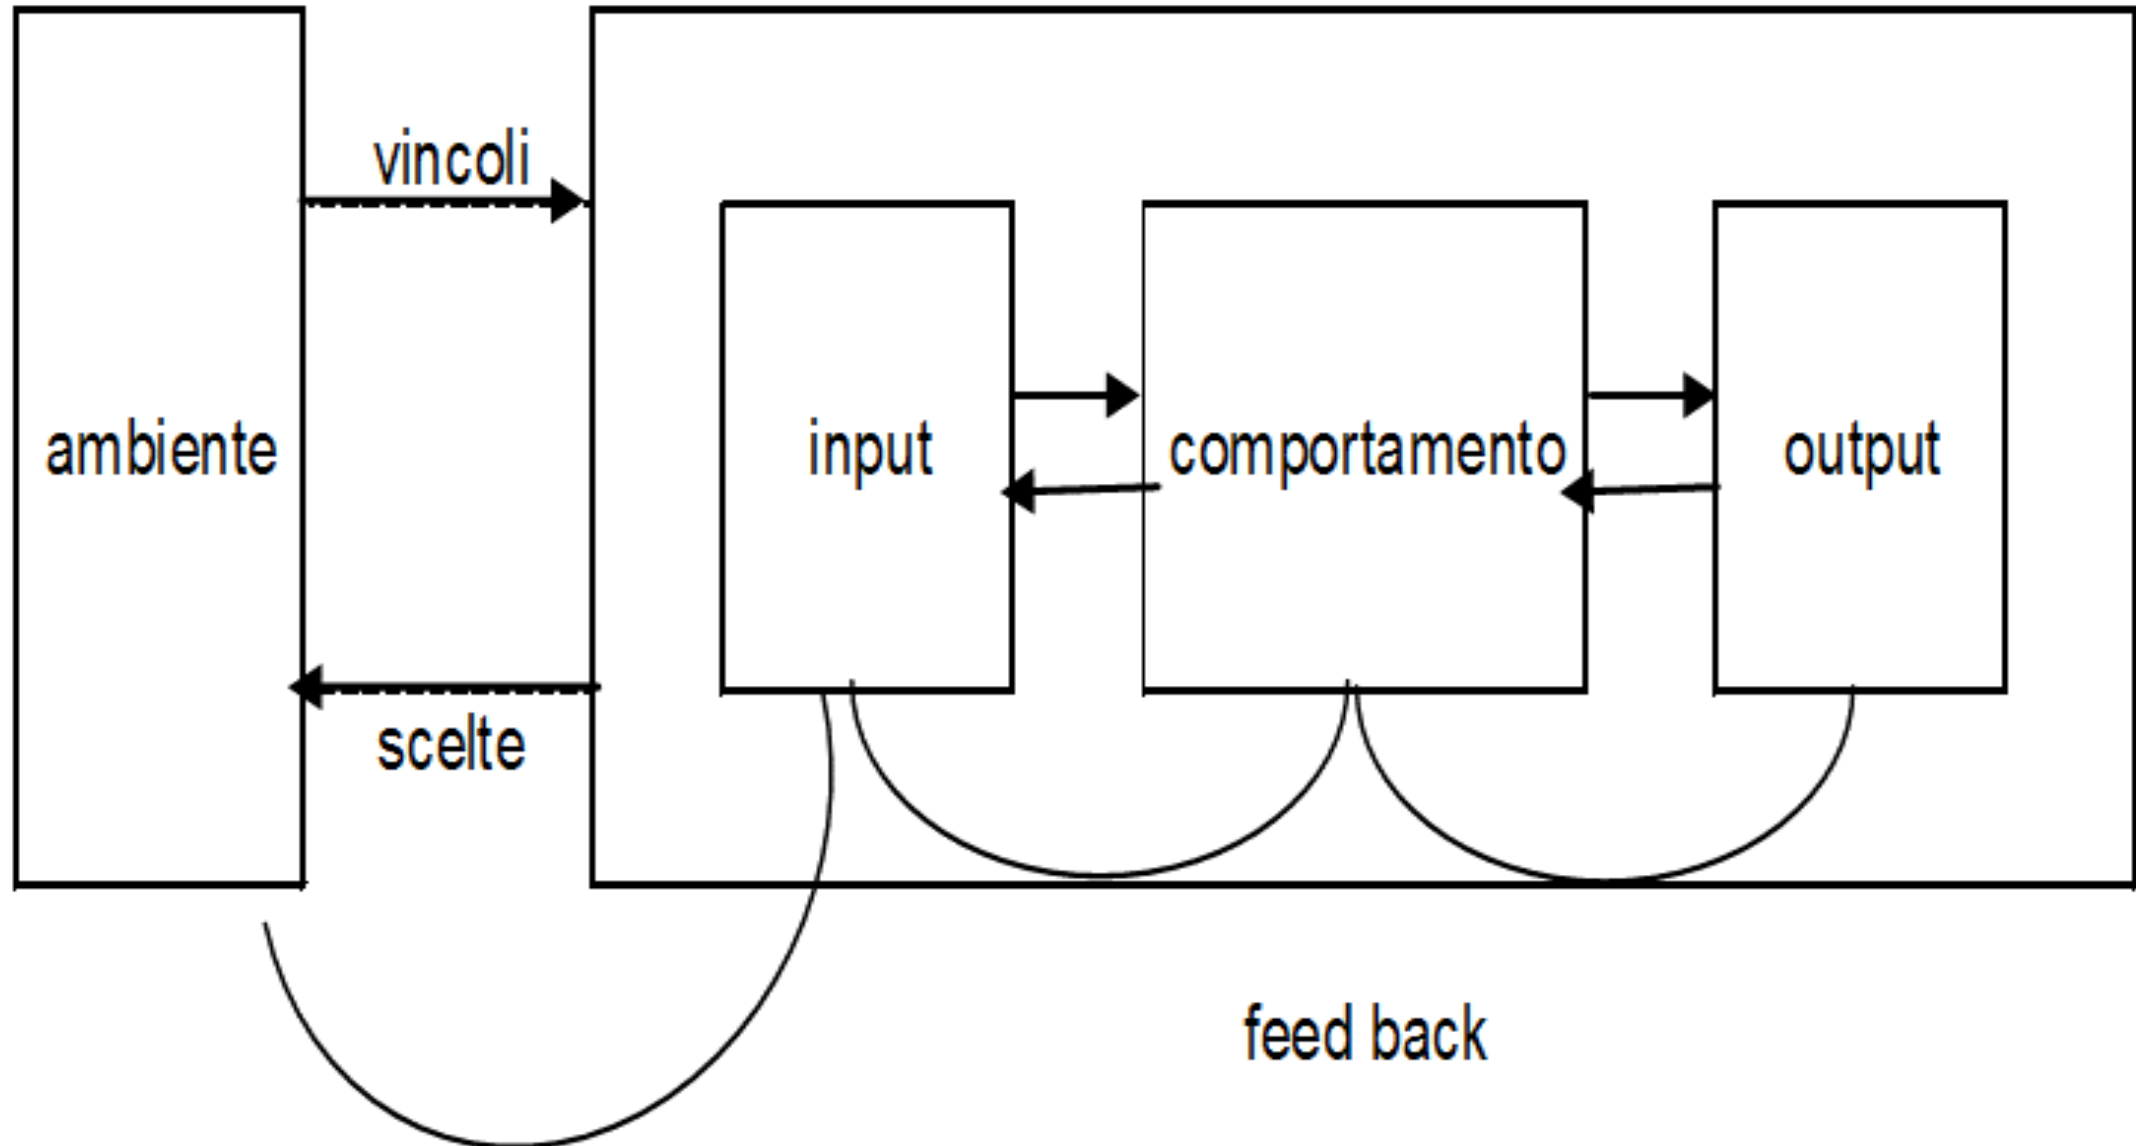 vincoli
ambiente
input
comportamento
output
scelte
feed back